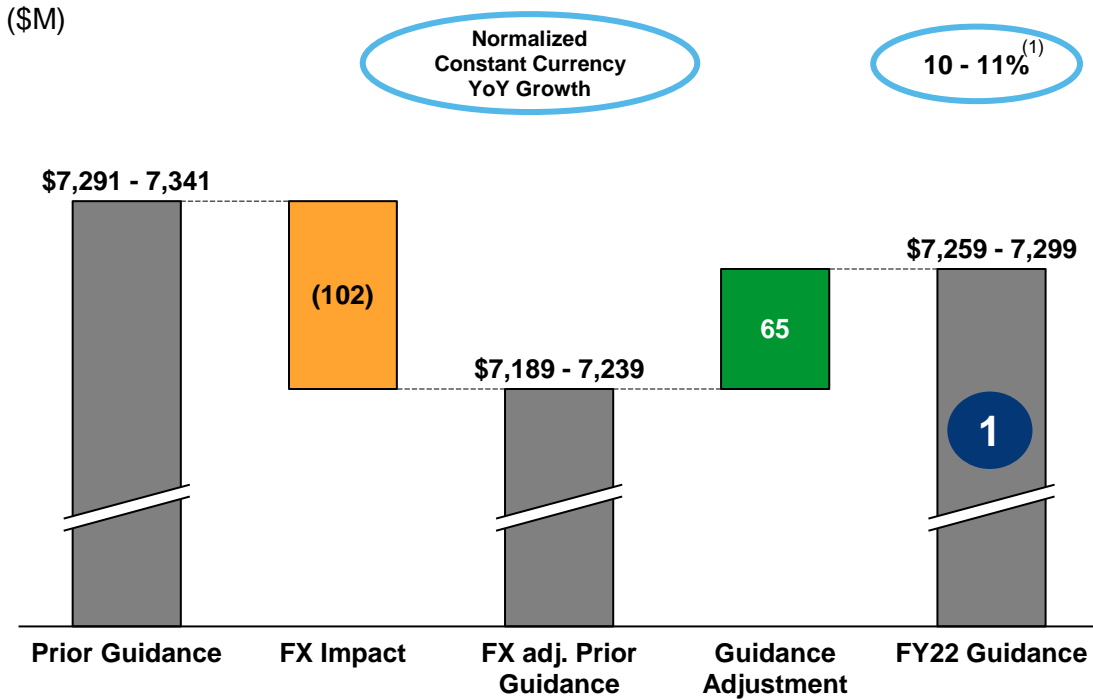 ($M)
Normalized
Constant Currency
YoY Growth
10 - 11%(1)
$7,291 - 7,341
(102)
$7,189 - 7,239
65
$7,259 - 7,299
1
Prior Guidance
FX Impact
FX adj. Prior
Guidance
Guidance
Adjustment
FY22 Guidance